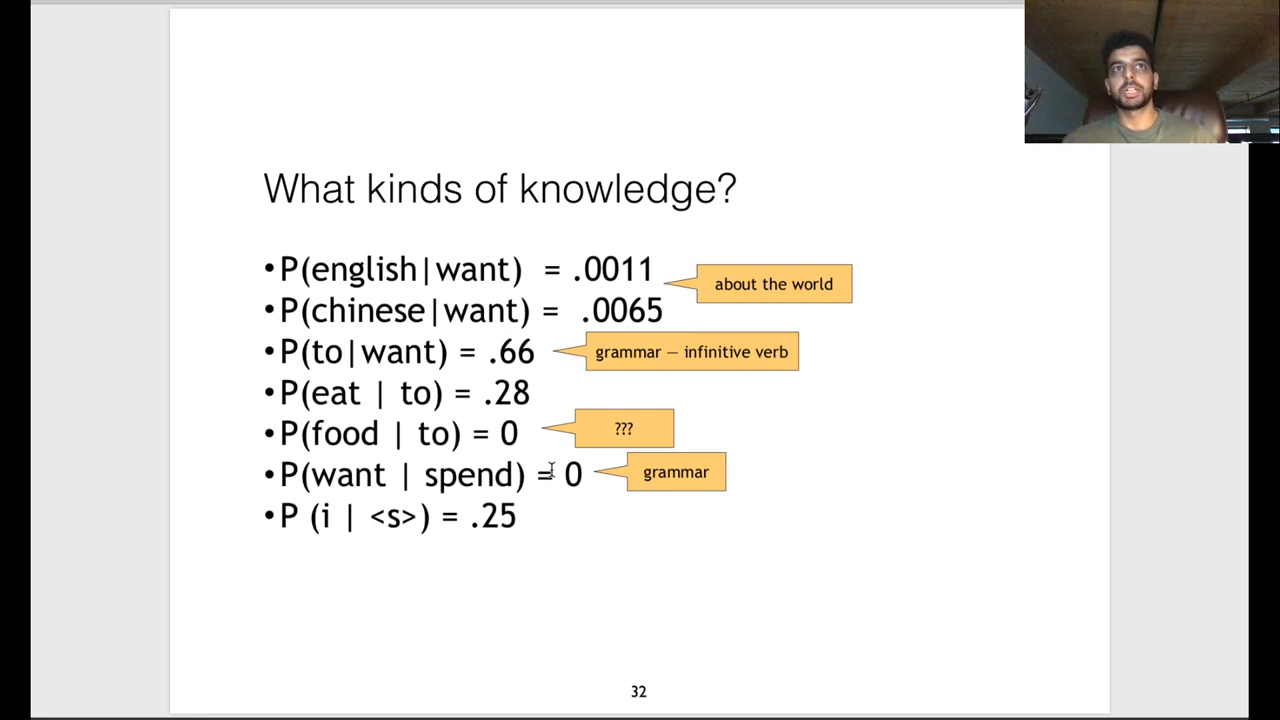 What kinds of knowledge?
•P(english|want) = .0011
about the world
•P(chinese|want) = .0065
•P(to|want) = .66
grammar — infinitive verb
•P(eat | to) = .28
•P(food | to) = 0
???
•P(want | spend) = 0
grammar
•P (i | <s>) = .25
32